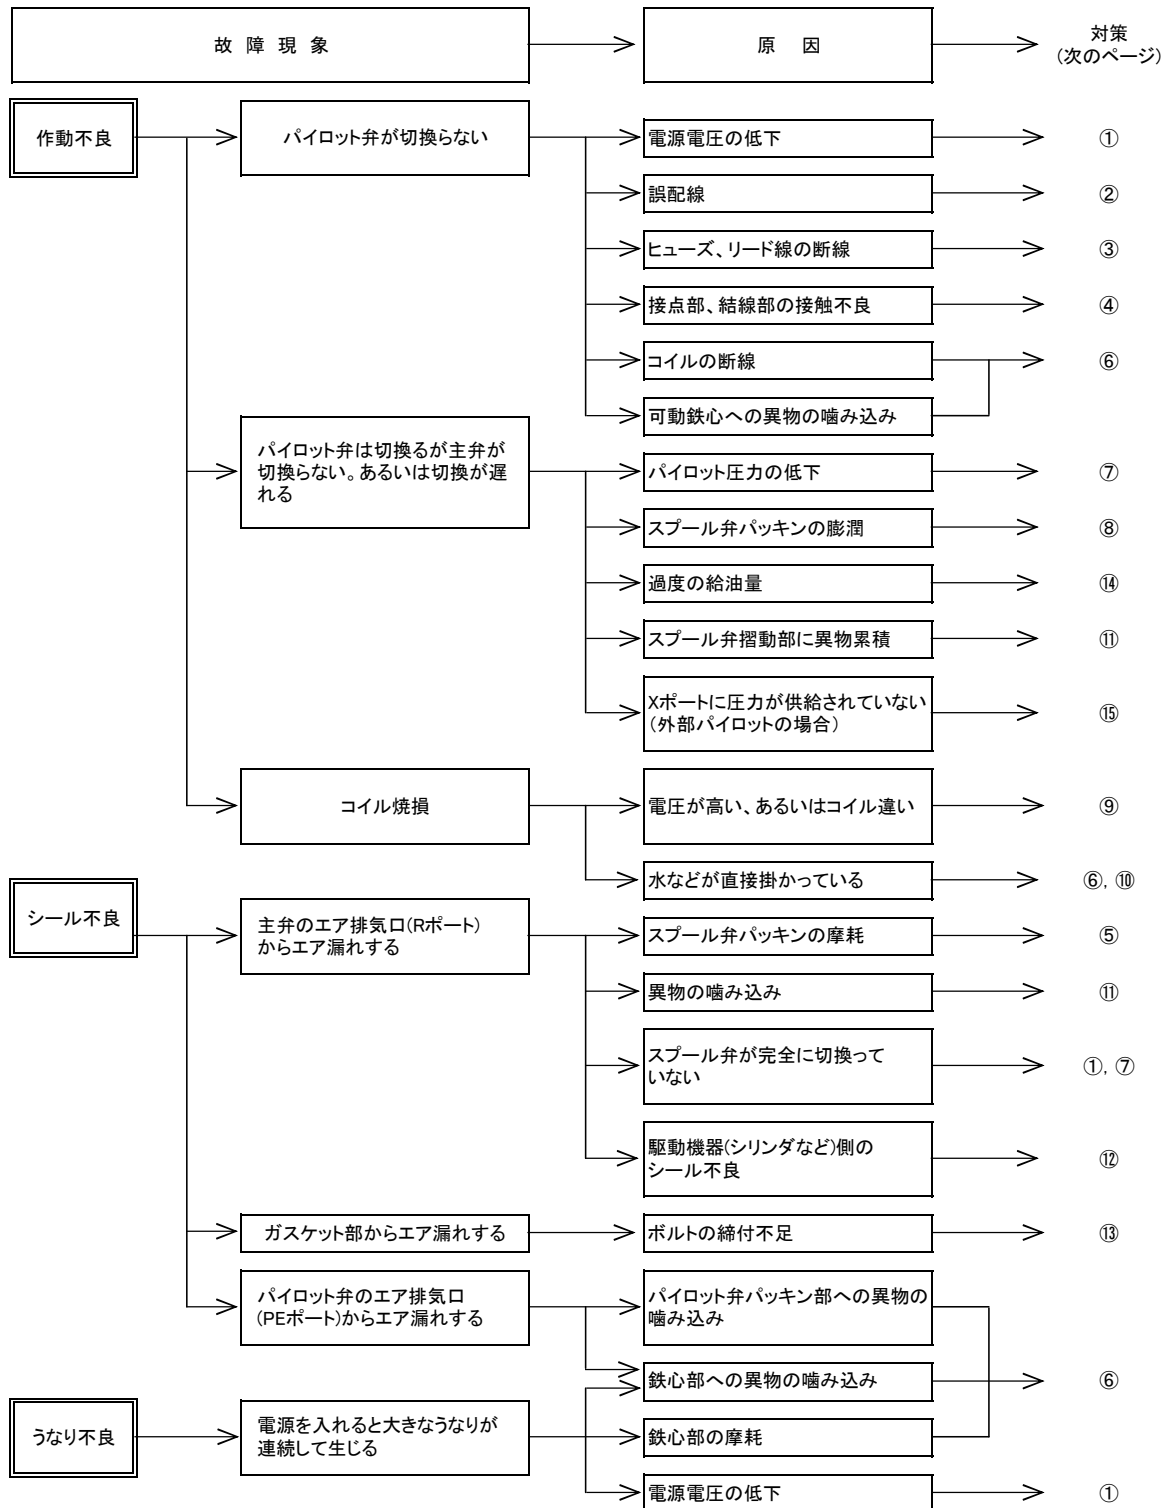 故 障 現 象
原 因
対策
(次のページ)
作動不良
パイロット弁が切換らない
電源電圧の低下
①
誤配線
②
ヒューズ、リード線の断線
③
接点部、結線部の接触不良
④
コイルの断線
⑥
可動鉄心への異物の噛み込み
パイロット弁は切換るが主弁が
切換らない。あるいは切換が遅
れる
パイロット圧力の低下
⑦
スプール弁パッキンの膨潤
⑧
過度の給油量
⑭
スプール弁摺動部に異物累積
⑪
Xポートに圧力が供給されていない
(外部パイロットの場合)
⑮
コイル焼損
電圧が高い、あるいはコイル違い
⑨
水などが直接掛かっている
⑥, ⑩
シール不良
主弁のエア排気口(Rポート)
からエア漏れする
スプール弁パッキンの摩耗
⑤
異物の噛み込み
⑪
スプール弁が完全に切換って
いない
①, ⑦
駆動機器(シリンダなど)側の
シール不良
⑫
ガスケット部からエア漏れする
ボルトの締付不足
⑬
パイロット弁のエア排気口
(PEポート)からエア漏れする
パイロット弁パッキン部への異物の
噛み込み
鉄心部への異物の噛み込み
⑥
うなり不良
電源を入れると大きなうなりが
連続して生じる
鉄心部の摩耗
電源電圧の低下
①